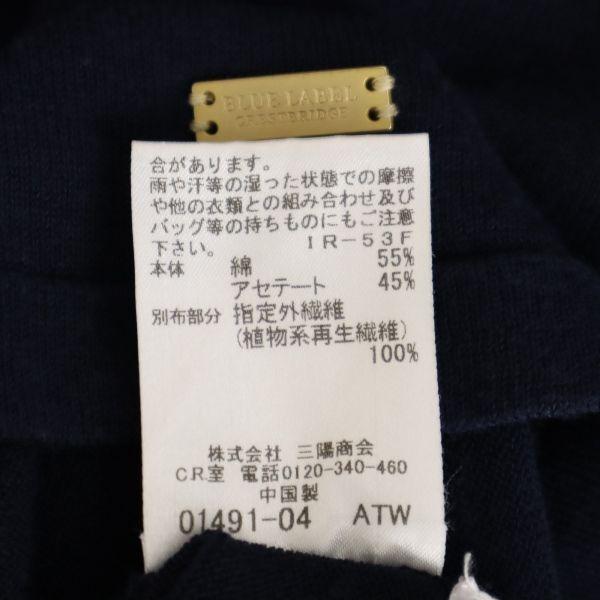 BLUE LABEL
CRESTBRIDGE
合があります。
雨や汗等の湿った状態での摩擦
や他の衣類との組み合わせ及び
バッグ等の持ちものにもご注意
下さい。 IR-53F
本体 綿 55%
アセテート 45%
別布部分 指定外繊維
(植物系再生繊維)
100%
株式会社 三陽商会
C.R.室 電話0120-340-460
中国製
01491-04 ATW